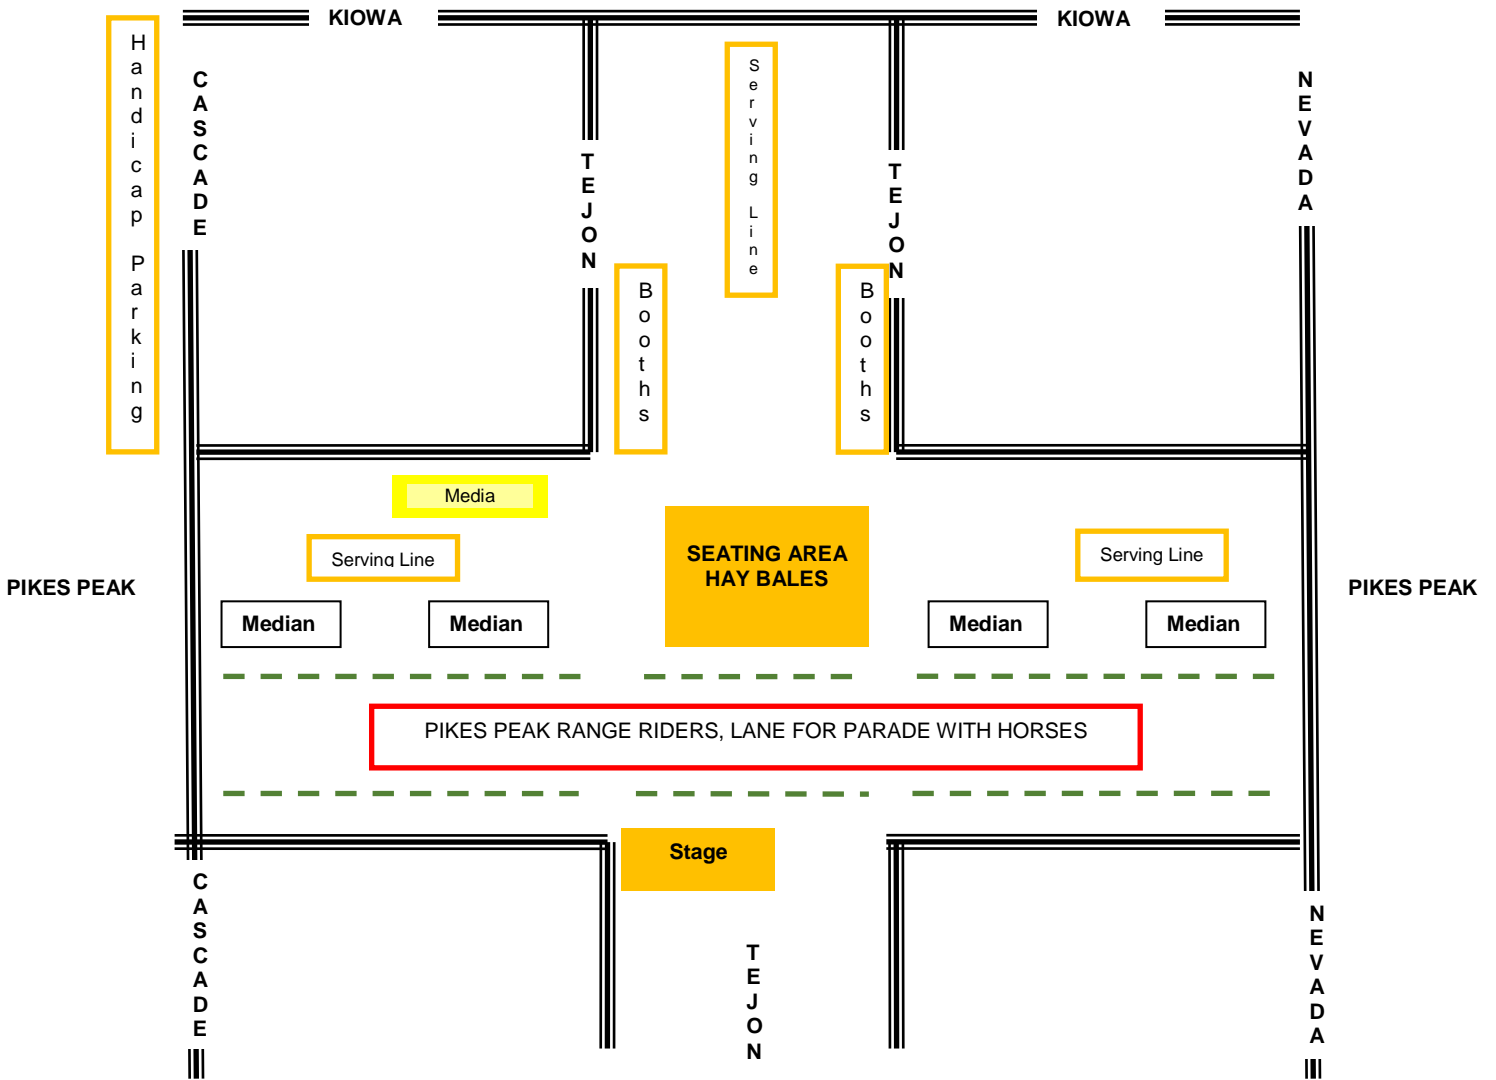 KIOWA
KIOWA
Handicap Parking
CASCADE
TEJON
Serving Line
TEJON
NEVADA
Booths
Booths
Media
Serving Line
SEATING AREA
HAY BALES
Serving Line
PIKES PEAK
PIKES PEAK
Median
Median
Median
Median
PIKES PEAK RANGE RIDERS, LANE FOR PARADE WITH HORSES
Stage
CASCADE
TEJON
NEVADA